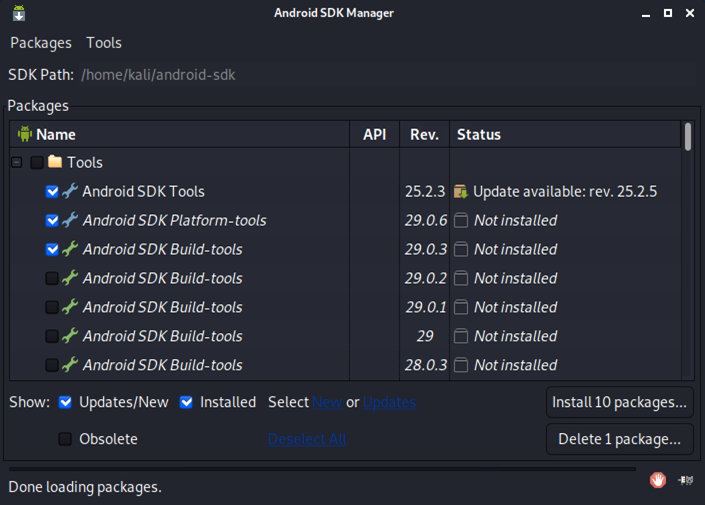 Android SDK Manager
Packages Tools
SDK Path: /home/kali/android-sdk
Packages
Name API Rev. Status
Tools
Android SDK Tools 25.2.3 Update available: rev. 25.2.5
Android SDK Platform-tools 29.0.6 Not installed
Android SDK Build-tools 29.0.3 Not installed
Android SDK Build-tools 29.0.2 Not installed
Android SDK Build-tools 29.0.1 Not installed
Android SDK Build-tools 29 Not installed
Android SDK Build-tools 28.0.3 Not installed
Show: Updates/New Installed Select New or Updates Install 10 packages...
Obsolete Deselect All Delete 1 package...
Done loading packages.